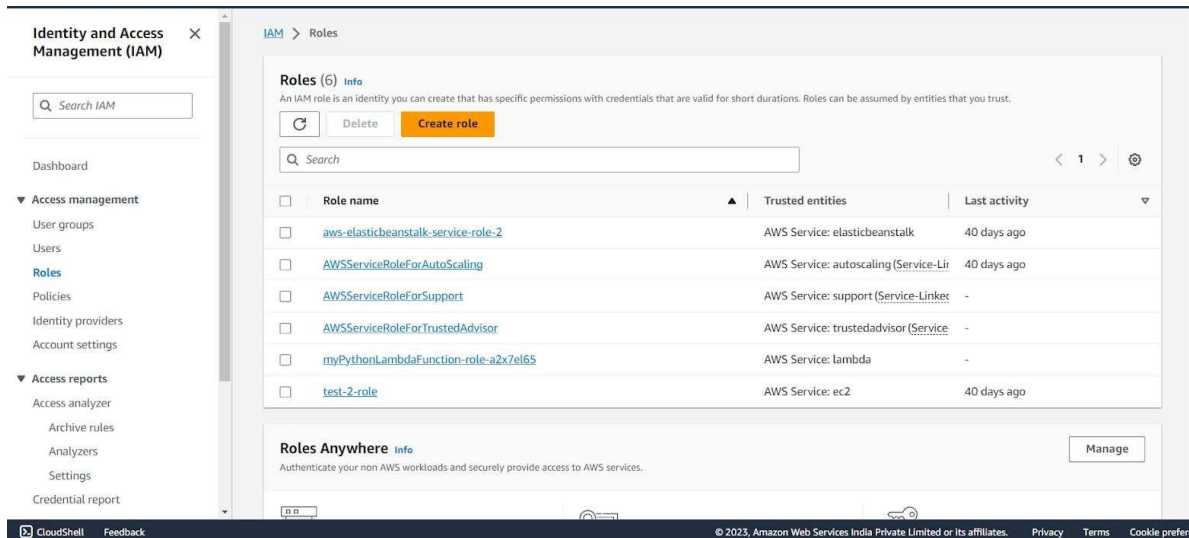 Identity and Access
Management (IAM)
Search IAM
Dashboard
Access management
User groups
Users
Roles
Policies
Identity providers
Account settings
Access reports
Access analyzer
Archive rules
Analyzers
Settings
Credential report
IAM > Roles
Roles (6) Info
An IAM role is an identity you can create that has specific permissions with credentials that are valid for short durations. Roles can be assumed by entities that you trust.
Delete Create role
Search
< 1 >
Role name Trusted entities Last activity
aws-elasticbeanstalk-service-role-2 AWS Service: elasticbeanstalk 40 days ago
AWSServiceRoleForAutoScaling AWS Service: autoscaling (Service-Lin 40 days ago
AWSServiceRoleForSupport AWS Service: support (Service-Linked -
AWSServiceRoleForTrustedAdvisor AWS Service: trustedadvisor (Service -
myPythonLambdaFunction-role-a2x7el65 AWS Service: lambda -
test-2-role AWS Service: ec2 40 days ago
Roles Anywhere Info
Manage
Authenticate your non AWS workloads and securely provide access to AWS services.
CloudShell Feedback © 2023, Amazon Web Services India Private Limited or its affiliates. Privacy Terms Cookie prefer